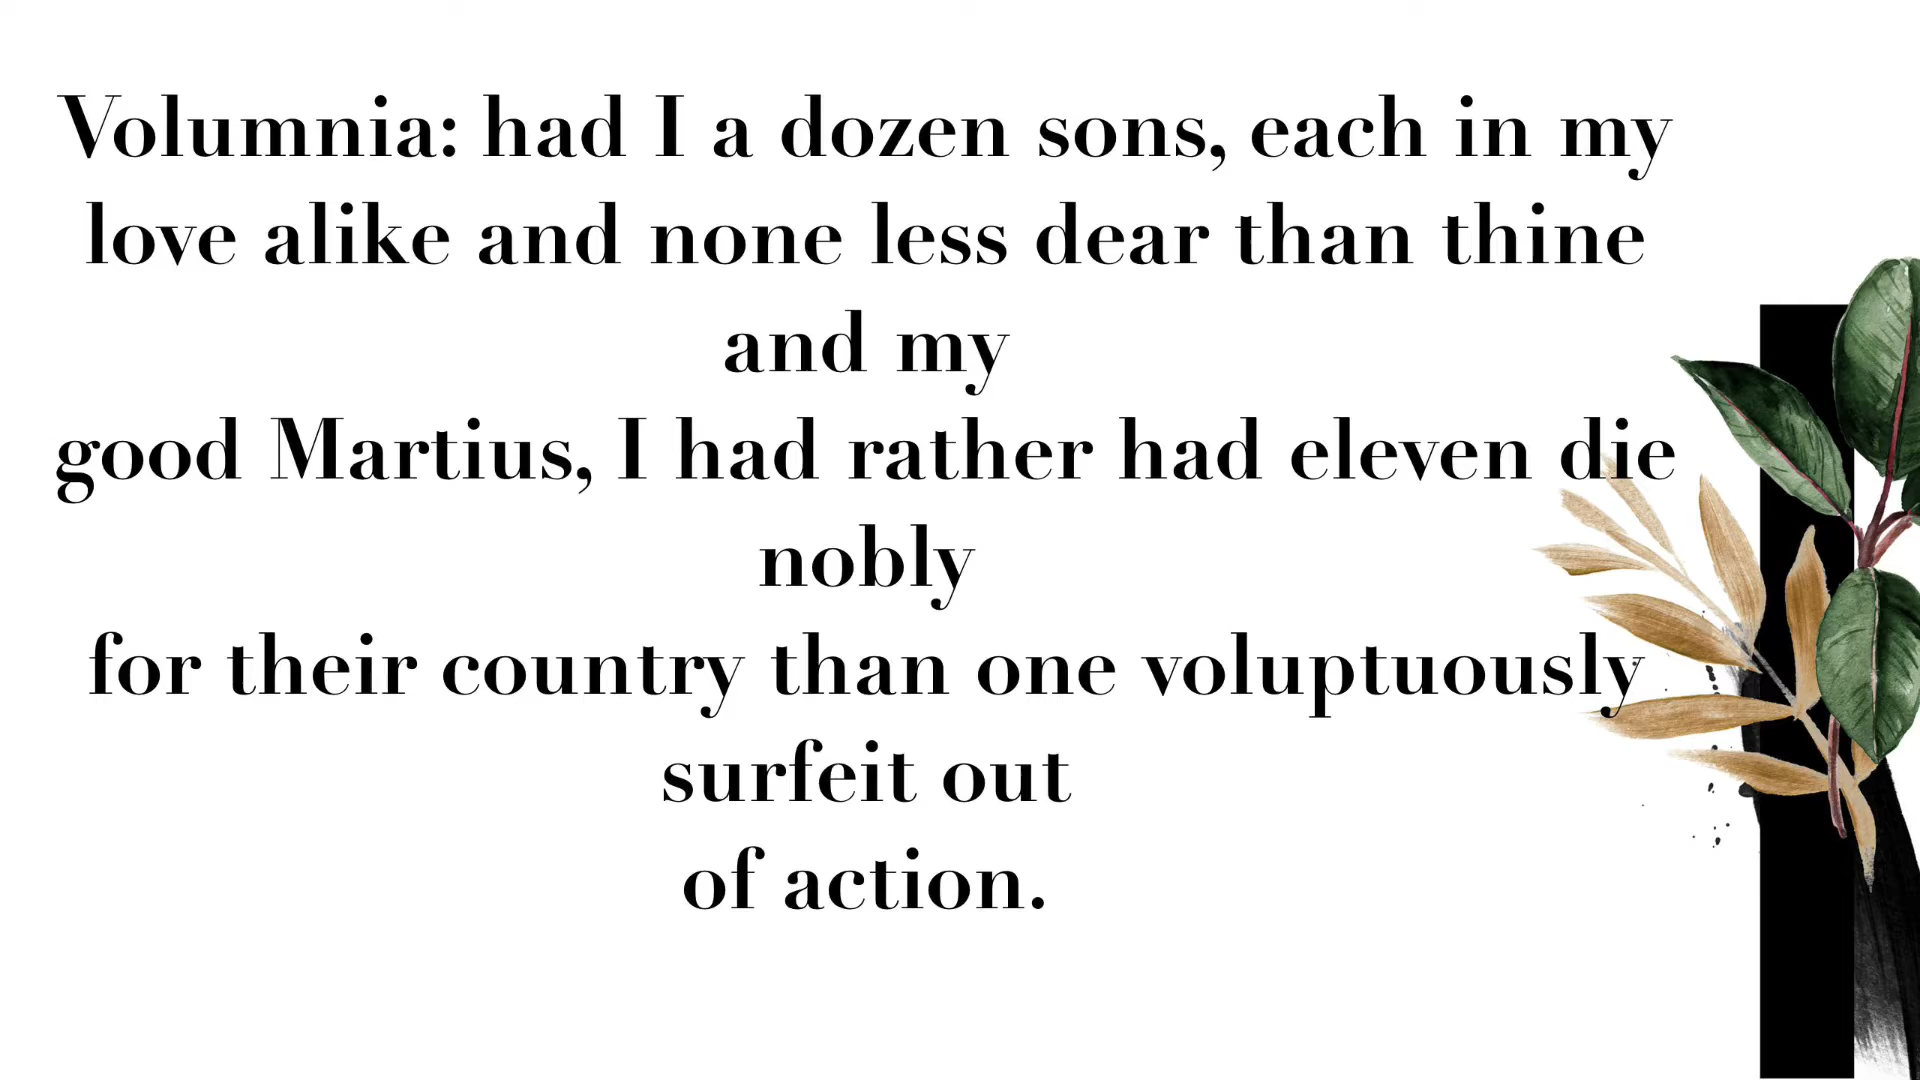 Volumnia: had I a dozen sons, each in my
love alike and none less dear than thine
and my
good Martius, I had rather had eleven die
nobly
for their country than one voluptuously
surfeit out
of action.